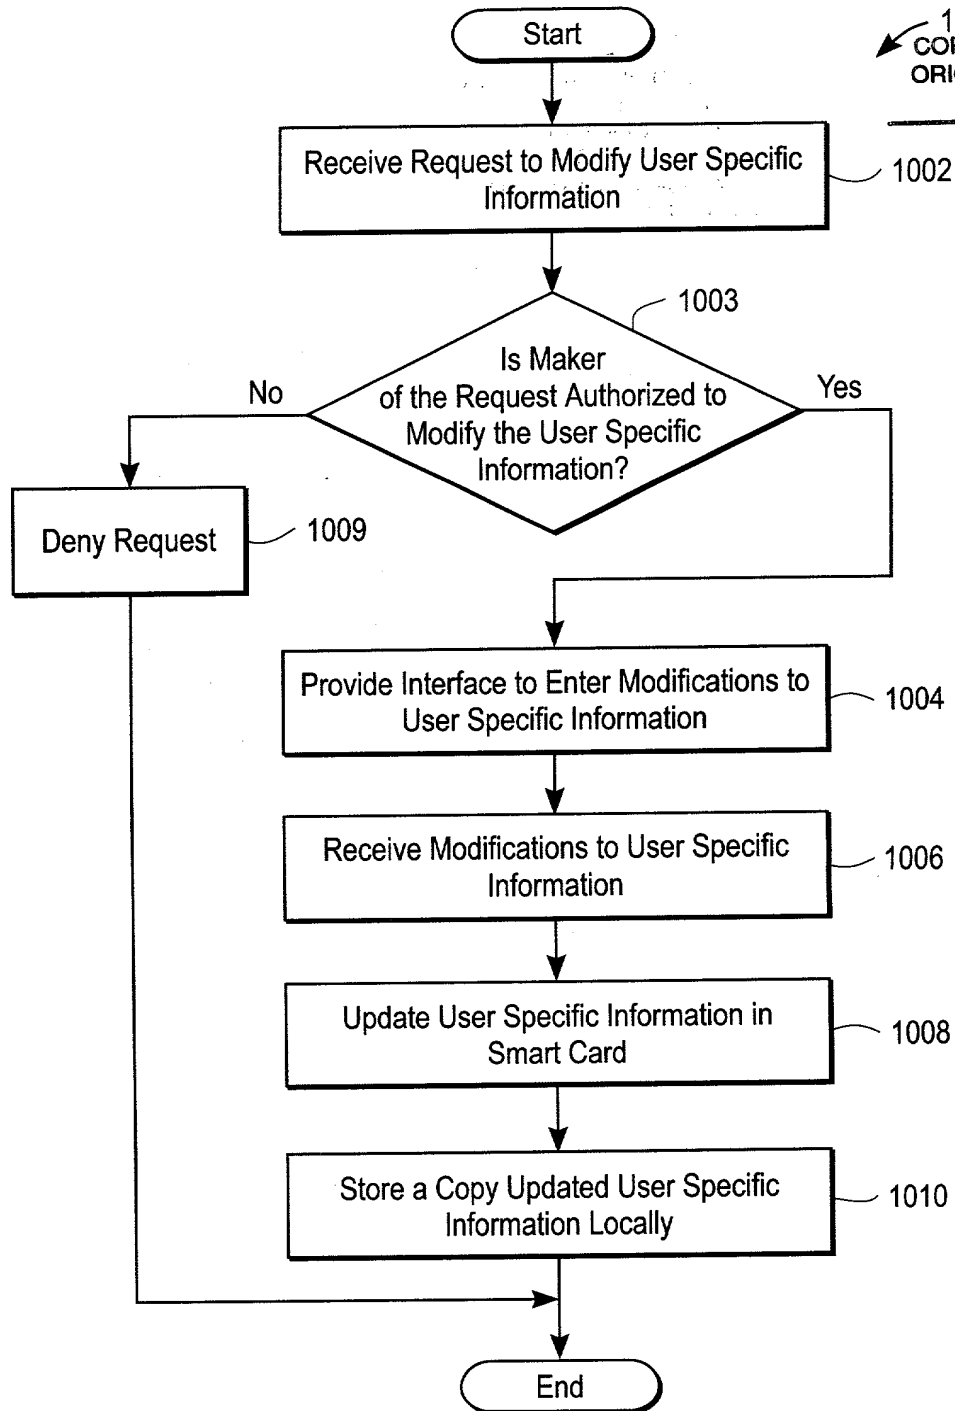 Start
1
Receive Request to Modify User Specific
Information
1002
1003
Is Maker
of the Request Authorized to
Modify the User Specific
Information?
No
Yes
Deny Request
1009
Provide Interface to Enter Modifications to
User Specific Information
1004
Receive Modifications to User Specific
Information
1006
Update User Specific Information in
Smart Card
1008
Store a Copy Updated User Specific
Information Locally
1010
End